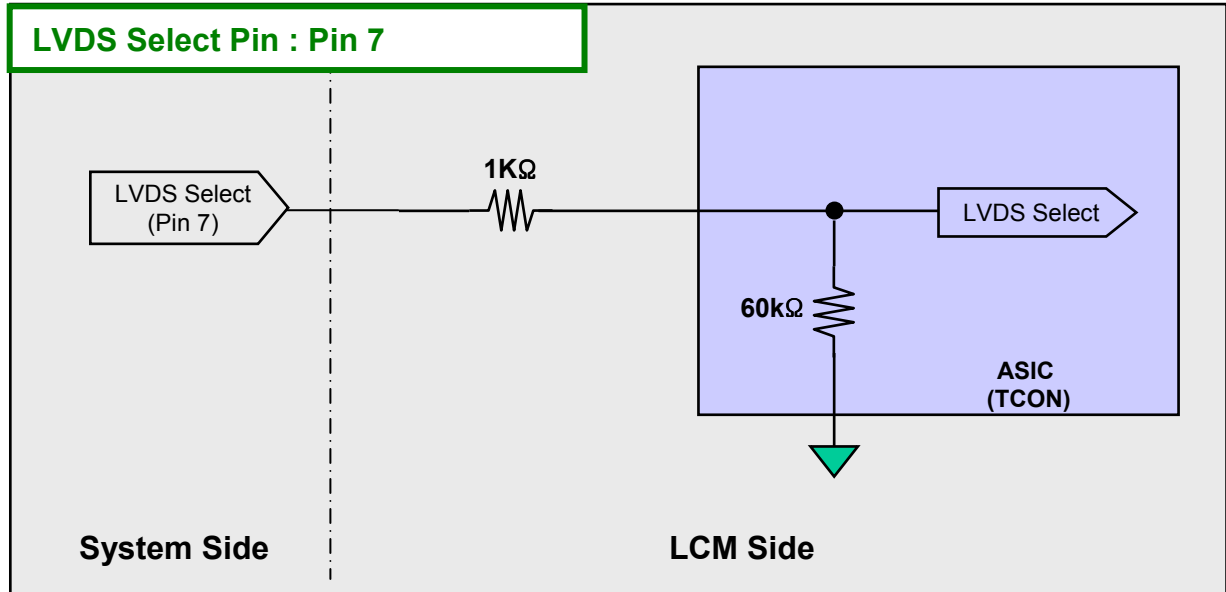 LVDS Select Pin : Pin 7
1KΩ
LVDS Select
(Pin 7)
LVDS Select
60kΩ
ASIC
(TCON)
System Side
LCM Side